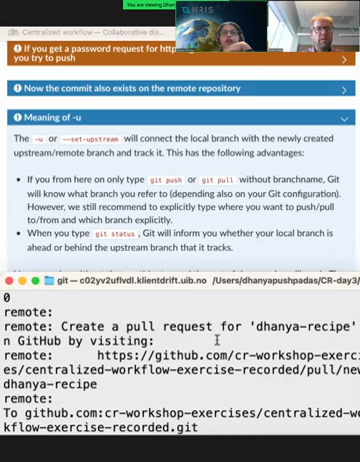 You are viewing Dhan
NRIS
Centralized workflow — Collaborative dis...
If you get a password request for http
you try to push
Now the commit also exists on the remote repository
Meaning of -u
The -u or --set-upstream will connect the local branch with the newly created
upstream/remote branch and track it. This has the following advantages:
• If you from here on only type git push or git pull without branchname, Git
will know what branch you refer to (depending also on your Git configuration).
However, we still recommend to explicitly type where you want to push/pull
to/from and which branch explicitly.
• When you type git status, Git will inform you whether your local branch is
ahead or behind the upstream branch that it tracks.
git — c02yv2uflvdl.klientdrift.uib.no /Users/dhanyapushpadas/CR-day3/
0
remote:
remote: Create a pull request for 'dhanya-recipe'
n GitHub by visiting:
remote: https://github.com/cr-workshop-exerci
es/centralized-workflow-exercise-recorded/pull/new
dhanya-recipe
remote:
To github.com:cr-workshop-exercises/centralized-wo
kflow-exercise-recorded.git